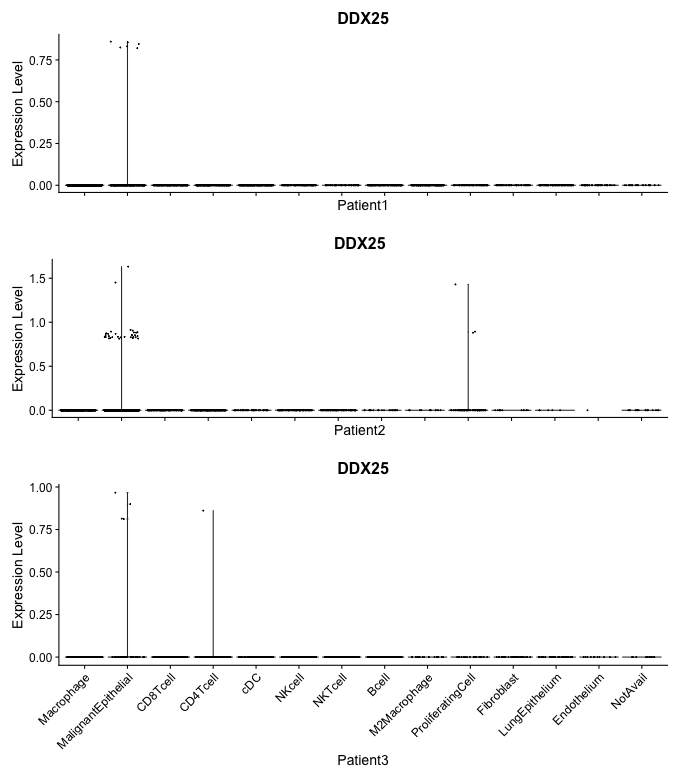 DDX25
Expression Level
0.75
0.50
0.25
0.00
Patient1
DDX25
Expression Level
1.5
1.0
0.5
0.0
Patient2
DDX25
Expression Level
1.00
0.75
0.50
0.25
0.00
Macrophage
MalignantEpithelial
CD8Tcell
CD4Tcell
cDC
NKcell
NKTcell
Bcell
M2Macrophage
ProliferatingCell
Fibroblast
LungEpithelium
Endothelium
NotAvail
Patient3